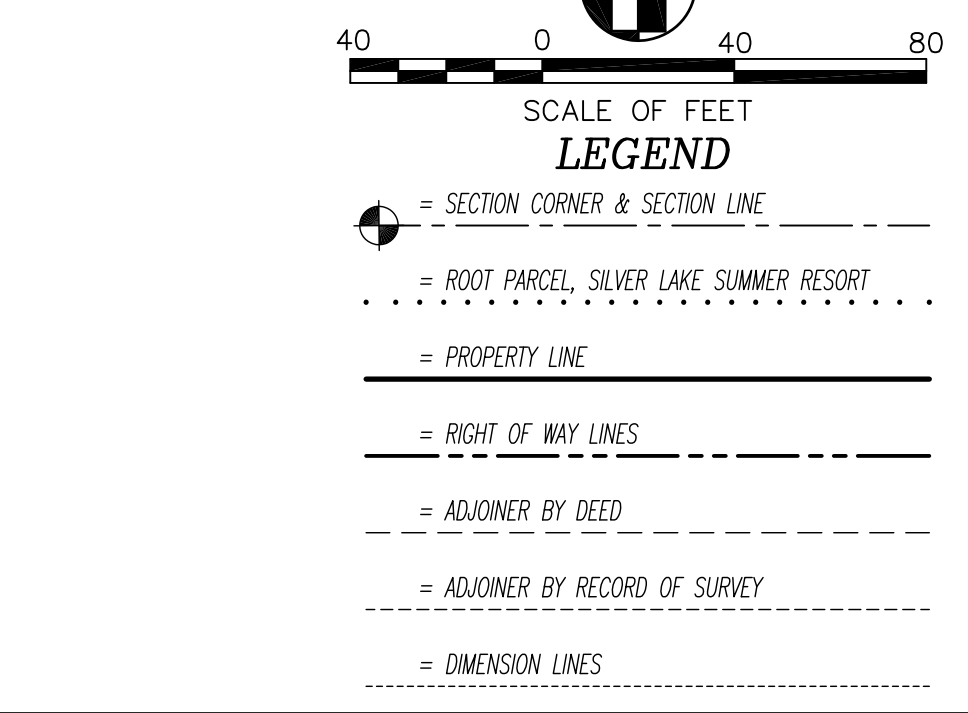 40 0 40 80
SCALE OF FEET
LEGEND
= SECTION CORNER & SECTION LINE
= ROOT PARCEL, SILVER LAKE SUMMER RESORT
= PROPERTY LINE
= RIGHT OF WAY LINES
= ADJOINER BY DEED
= ADJOINER BY RECORD OF SURVEY
= DIMENSION LINES